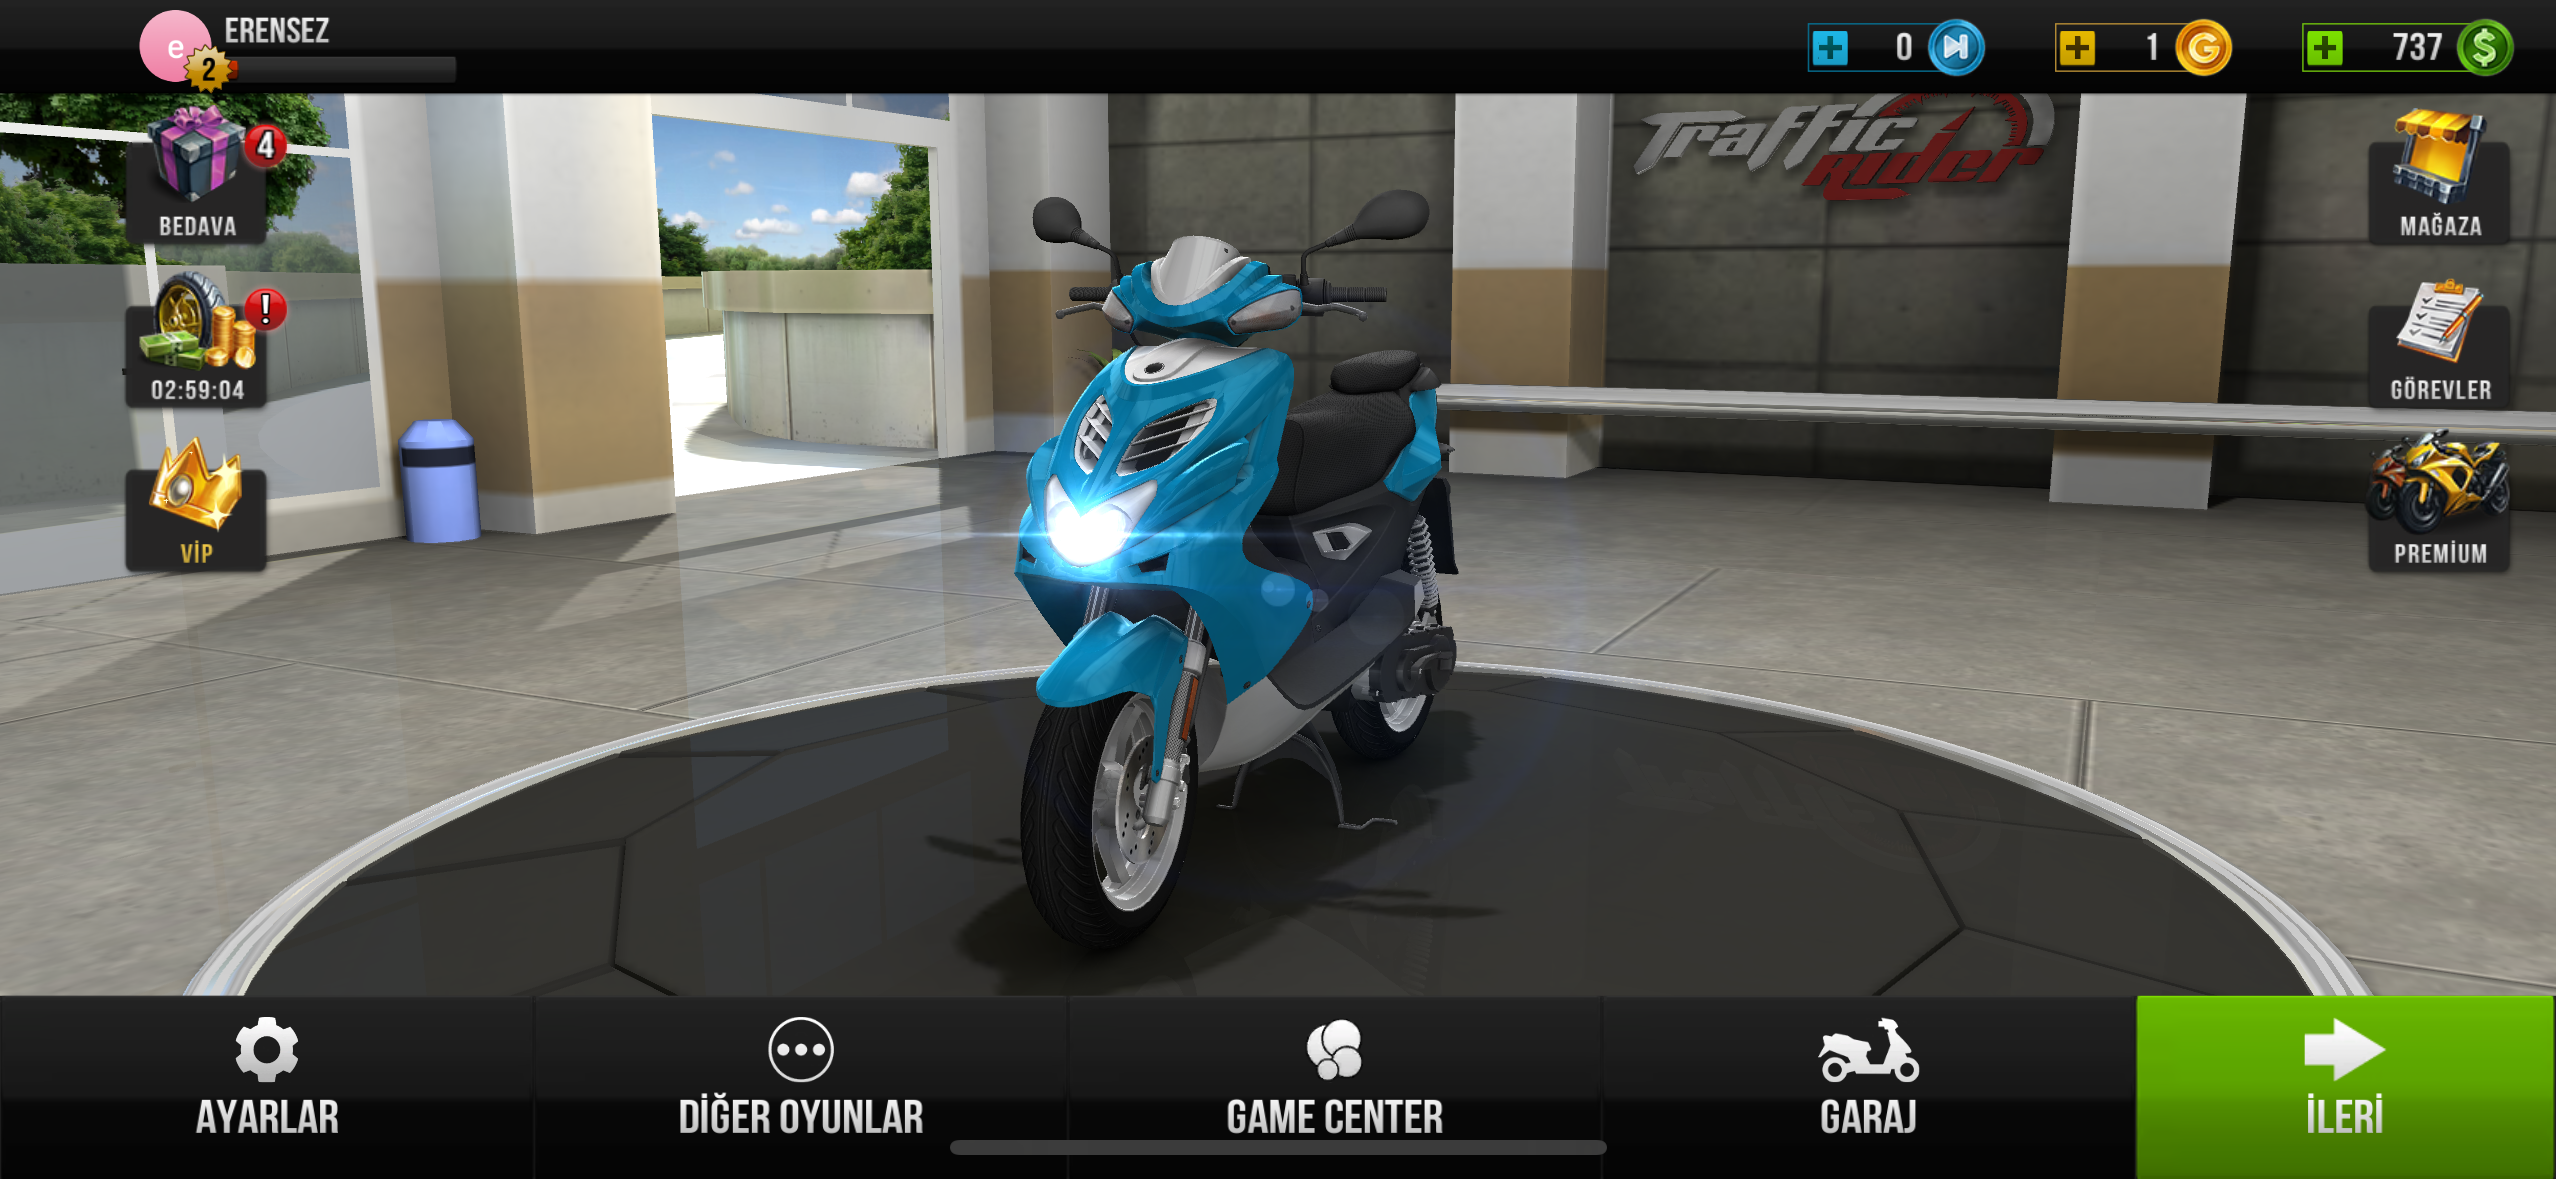 e
2
ERENSEZ
0
1
737
BEDAVA
4
02:59:04
!
VİP
Traffic
Rider
MAĞAZA
GÖREVLER
PREMİUM
AYARLAR
DİĞER OYUNLAR
GAME CENTER
GARAJ
İLERİ